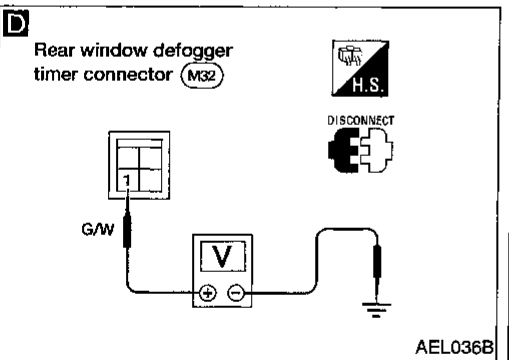 D
Rear window defogger
timer connector M32
H.S.
DISCONNECT
1
G/W
V
+ −
AEL036B